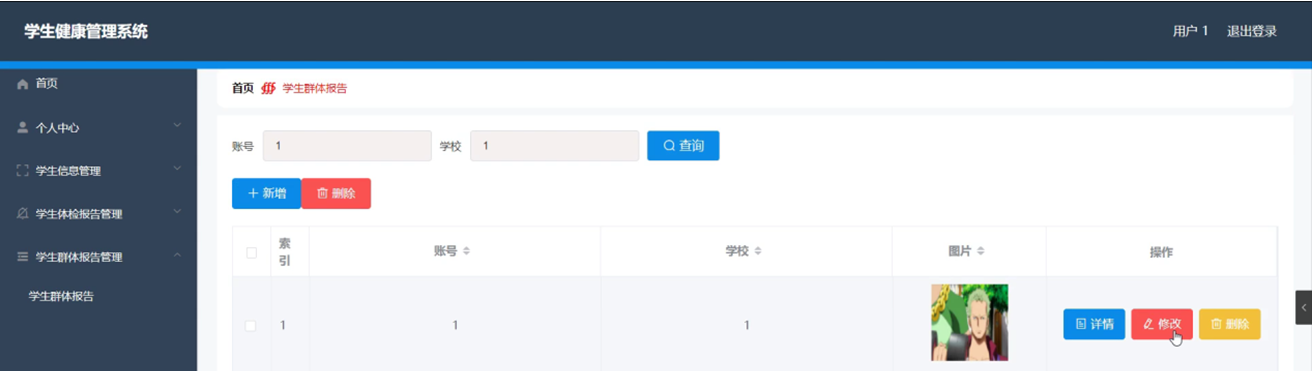 学生健康管理系统
用户 1 退出登录
首页
个人中心
学生信息管理
学生体检报告管理
学生群体报告管理
学生群体报告
首页 学生群体报告
账号 1 学校 1 查询
新增 删除
索引 账号 学校 图片 操作
1 1 1 详情 修改 删除